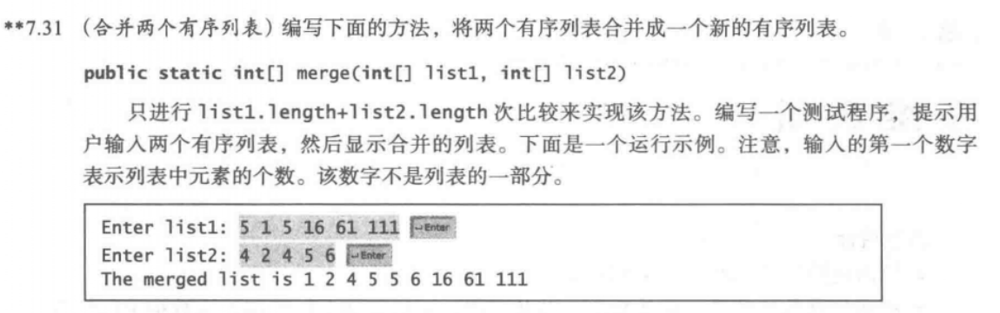 **7.31 （合并两个有序列表）编写下面的方法，将两个有序列表合并成一个新的有序列表。
public static int[] merge(int[] list1, int[] list2)
只进行 list1.length+list2.length 次比较来实现该方法。编写一个测试程序，提示用
户输入两个有序列表，然后显示合并的列表。下面是一个运行示例。注意，输入的第一个数字
表示列表中元素的个数。该数字不是列表的一部分。
Enter list1: 5 1 5 16 61 111 ↵Enter
Enter list2: 4 2 4 5 6 ↵Enter
The merged list is 1 2 4 5 5 6 16 61 111